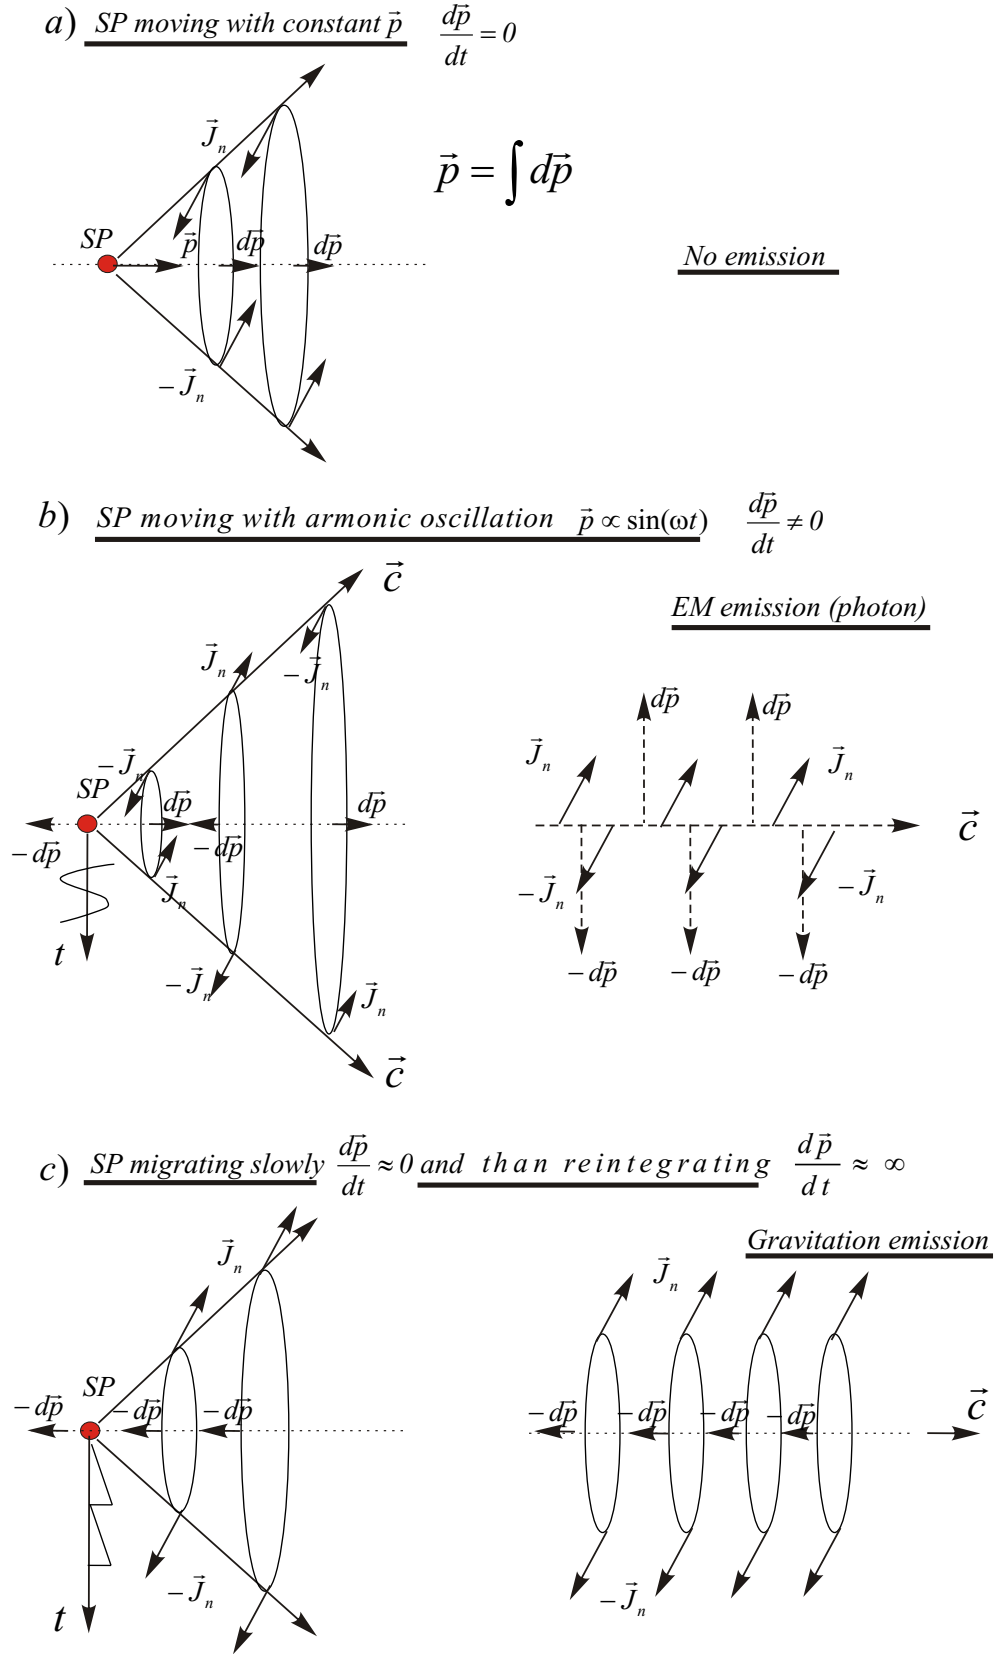 a) SP moving with constant p⃗ dp⃗/dt = 0
J⃗n
p⃗ = ∫ dp⃗
SP p⃗ dp⃗ dp⃗
No emission
− J⃗n
b) SP moving with armonic oscillation p⃗ ∝ sin(ωt) dp⃗/dt ≠ 0
c⃗
EM emission (photon)
J⃗n − J⃗n
dp⃗ dp⃗
J⃗n J⃗n
− J⃗n
SP dp⃗ dp⃗
− dp⃗ − dp⃗ c⃗
J⃗n − J⃗n − J⃗n
t − J⃗n − dp⃗ − dp⃗ − dp⃗
J⃗n
c⃗
c) SP migrating slowly dp⃗/dt ≈ 0 and than reintegrating dp⃗/dt ≈ ∞
Gravitation emission
J⃗n J⃗n
SP
− dp⃗ − dp⃗ − dp⃗ − dp⃗ − dp⃗ − dp⃗ − dp⃗ c⃗
− J⃗n − J⃗n
t